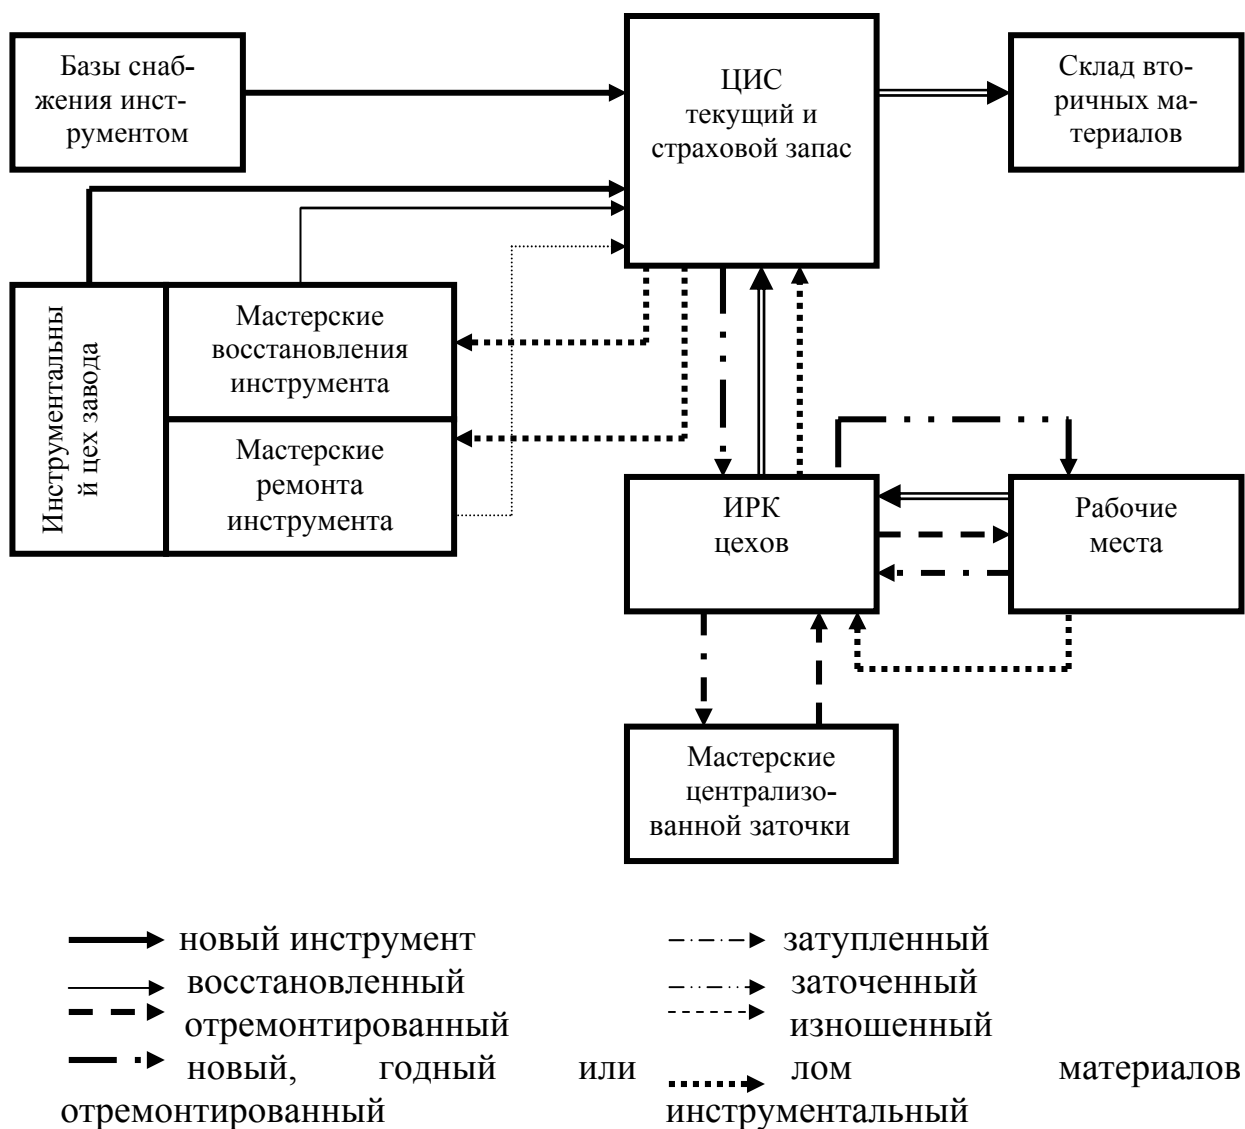 Базы снаб-
жения инст-
рументом
ЦИС
текущий и
страховой запас
Склад вто-
ричных ма-
териалов
Инструментальны
й цех завода
Мастерские
восстановления
инструмента
Мастерские
ремонта
инструмента
ИРК
цехов
Рабочие
места
Мастерские
централизо-
ванной заточки
новый инструмент
восстановленный
отремонтированный
новый, годный или
отремонтированный
затупленный
заточенный
изношенный
лом материалов
инструментальный